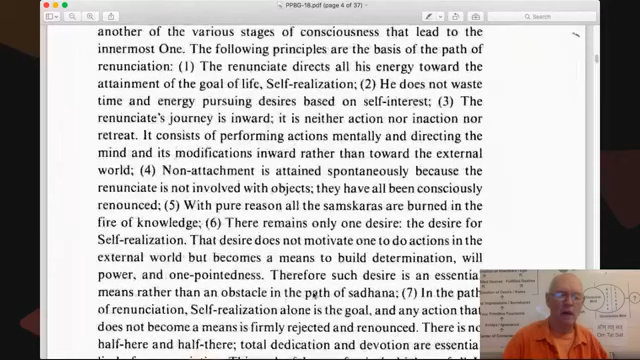 PPBG-18.pdf (page 4 of 37)
Search
another of the various stages of consciousness that lead to the
innermost One. The following principles are the basis of the path of
renunciation: (1) The renunciate directs all his energy toward the
attainment of the goal of life, Self-realization; (2) He does not waste
time and energy pursuing desires based on self-interest; (3) The
renunciate's journey is inward; it is neither action nor inaction nor
retreat. It consists of performing actions mentally and directing the
mind and its modifications inward rather than toward the external
world; (4) Non-attachment is attained spontaneously because the
renunciate is not involved with objects; they have all been consciously
renounced; (5) With pure reason all the samskaras are burned in the
fire of knowledge; (6) There remains only one desire: the desire for
Self-realization. That desire does not motivate one to do actions in the
external world but becomes a means to build determination, will
power, and one-pointedness. Therefore such desire is an essential
means rather than an obstacle in the path of sadhana; (7) In the path
of renunciation, Self-realization alone is the goal, and any action that
does not become a means is firmly rejected and renounced. There is no
half-here and half-there; total dedication and devotion are essential